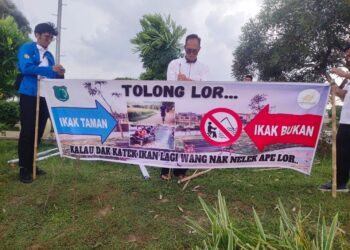 TOLONG LOR...
IKAK TAMAN
IKAK BUKAN
KALAU DAK KATEK IKAN LAGI WANG NAK NELEK APE LOR...